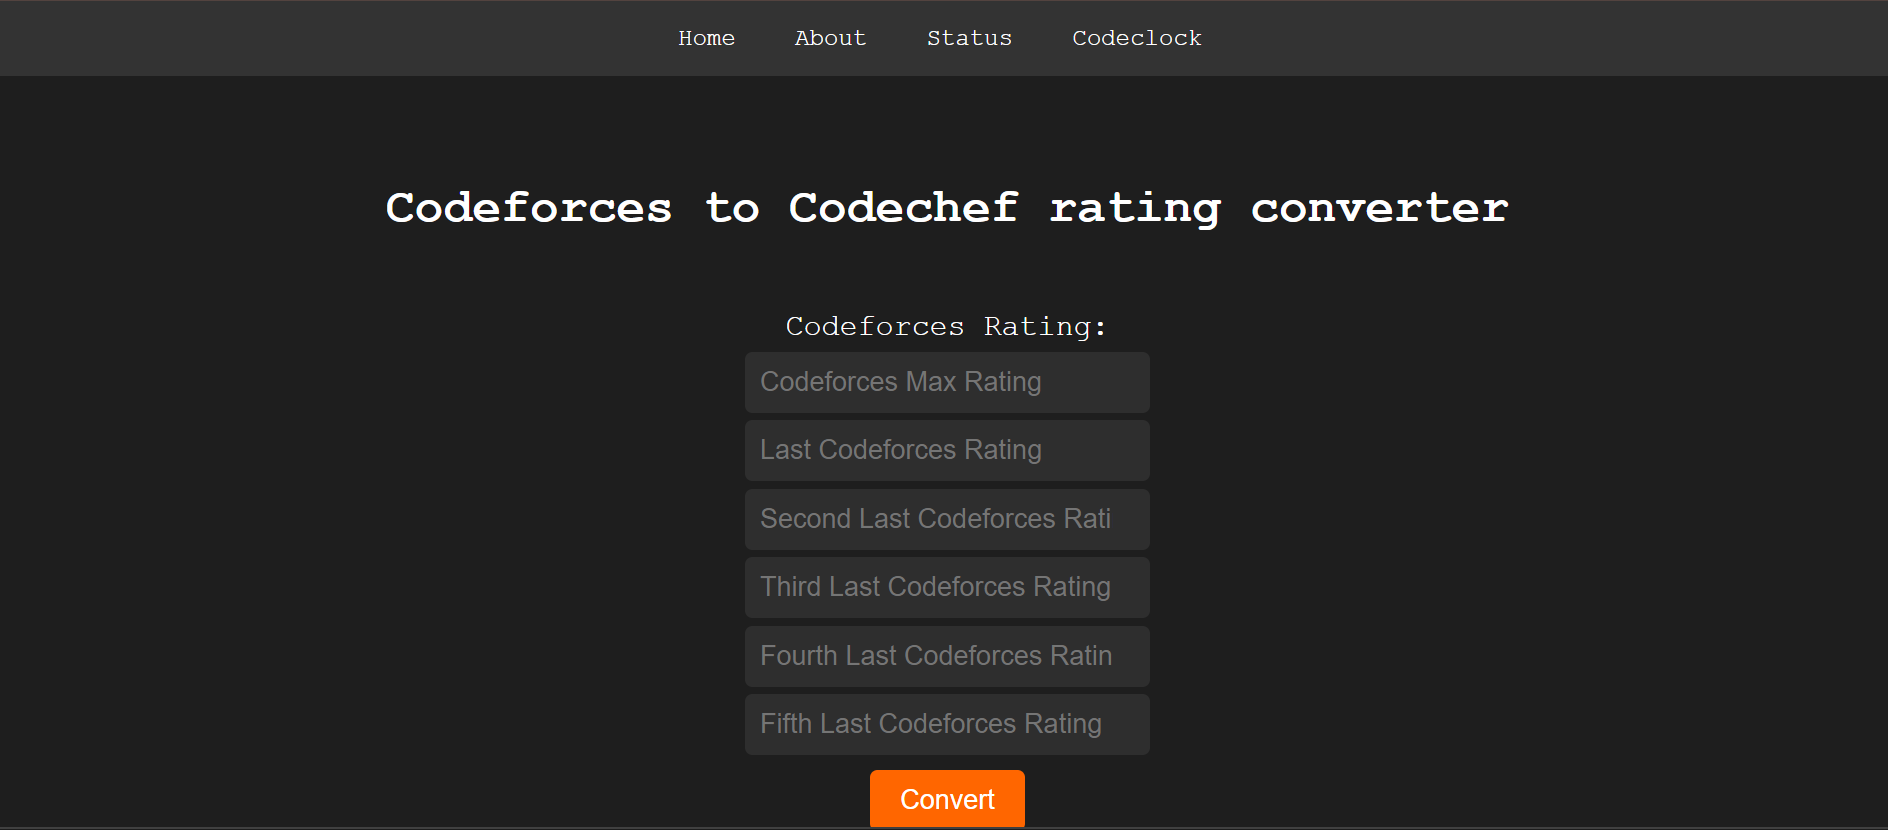 Home About Status Codeclock
Codeforces to Codechef rating converter
Codeforces Rating:
Codeforces Max Rating
Last Codeforces Rating
Second Last Codeforces Rati
Third Last Codeforces Rating
Fourth Last Codeforces Ratin
Fifth Last Codeforces Rating
Convert